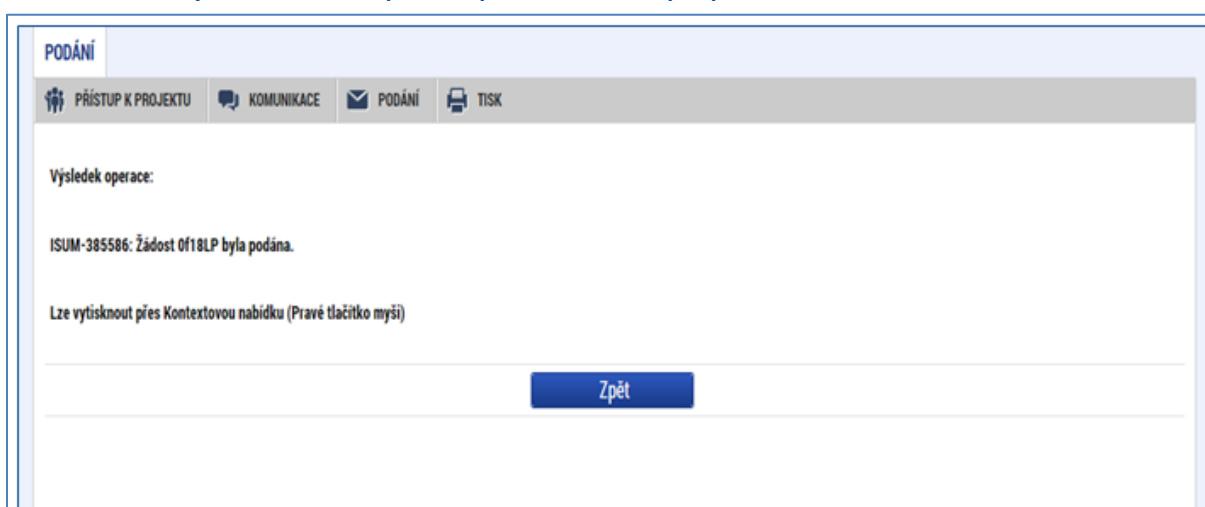 PODÁNÍ
PŘÍSTUP K PROJEKTU KOMUNIKACE PODÁNÍ TISK
Výsledek operace:
ISUM-385586: Žádost 0f18LP byla podána.
Lze vytisknout přes Kontextovou nabídku (Pravé tlačítko myši)
Zpět